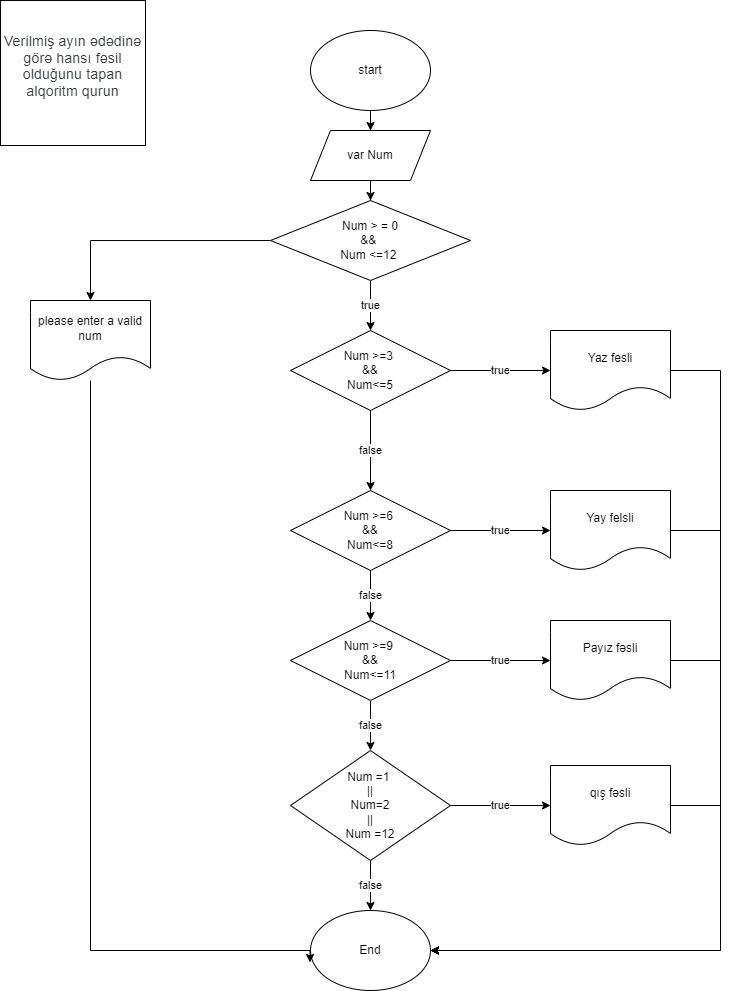 Verilmiş ayın ədədinə
görə hansı fəsil
olduğunu tapan
alqoritm qurun
start
var Num
Num > = 0
&&
Num <=12
please enter a valid
num
true
Num >=3
&&
Num<=5
true
Yaz fesli
false
Num >=6
&&
Num<=8
true
Yay felsli
false
Num >=9
&&
Num<=11
true
Payız fəsli
false
Num =1
||
Num=2
||
Num =12
true
qış fəsli
false
End